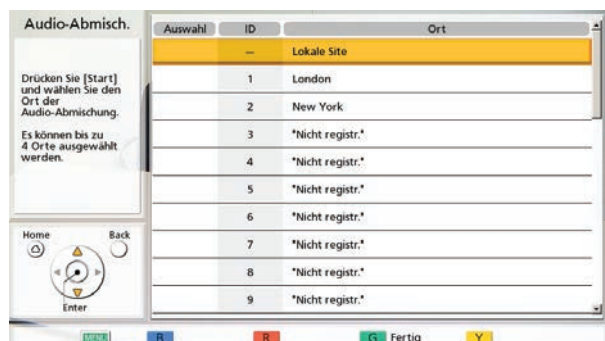 Audio-Abmisch.
Drücken Sie [Start]
und wählen Sie den
Ort der
Audio-Abmischung.
Es können bis zu
4 Orte ausgewählt
werden.
Home Back
Enter
Auswahl ID Ort
– Lokale Site
1 London
2 New York
3 *Nicht registr.*
4 *Nicht registr.*
5 *Nicht registr.*
6 *Nicht registr.*
7 *Nicht registr.*
8 *Nicht registr.*
9 *Nicht registr.*
MENU B R G Fertig Y